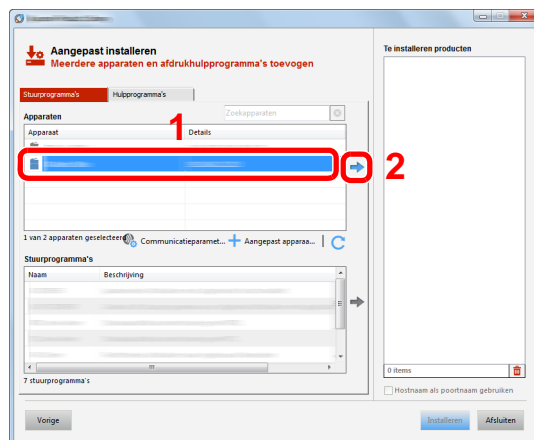 Aangepast installeren
Meerdere apparaten en afdrukhulpprogramma's toevogen
Te installeren producten
Stuurprogramma's
Hulpprogramma's
Apparaten
Zoekapparaten
Apparaat
Details
1
2
1 van 2 apparaten geselecteerd
Communicatieparamet...
Aangepast apparaa...
Stuurprogramma's
Naam
Beschrijving
7 stuurprogramma's
0 items
Hostnaam als poortnaam gebruiken
Vorige
Installeren
Afsluiten